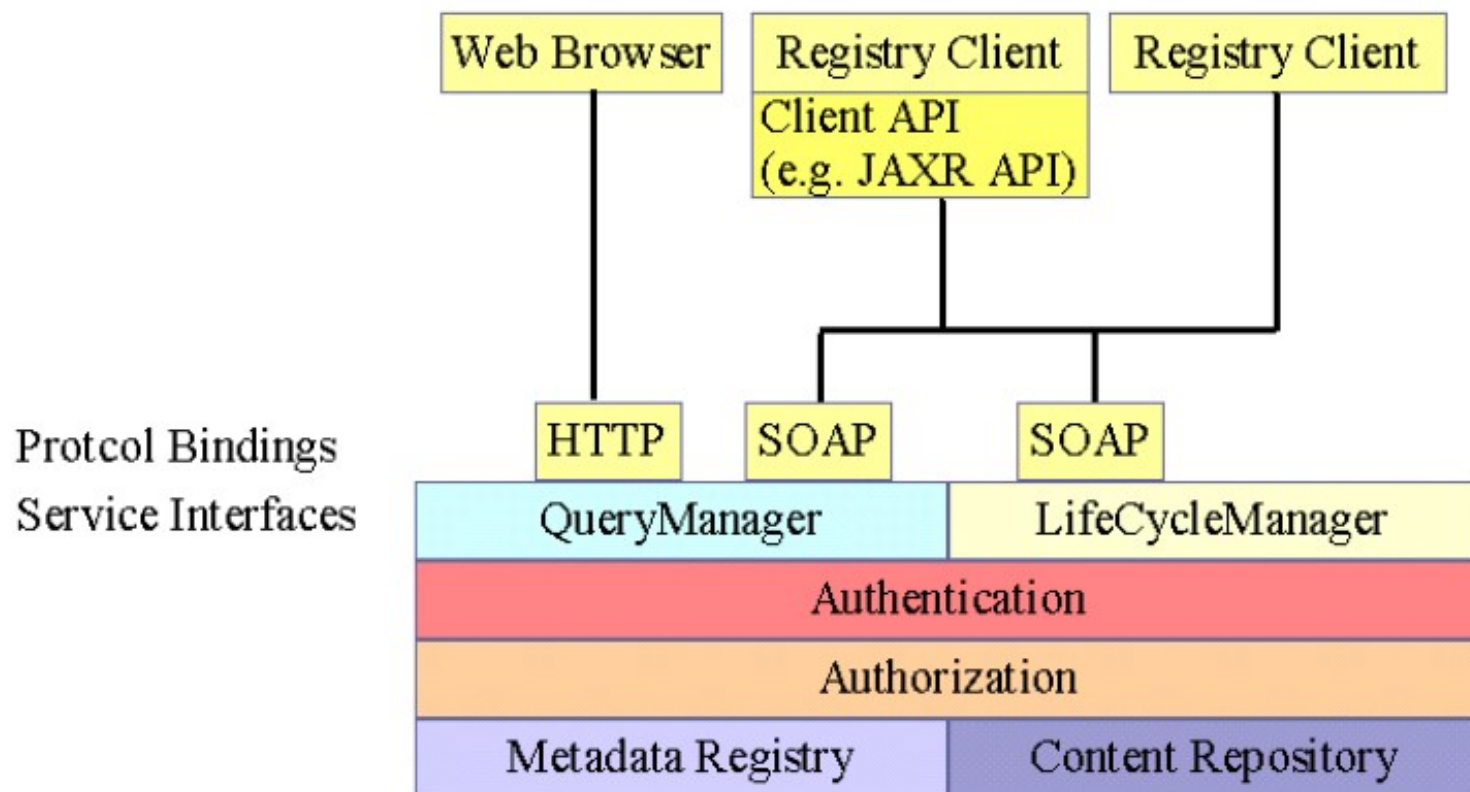 Web Browser
Registry Client
Registry Client
Client API
(e.g. JAXR API)
Protcol Bindings
HTTP
SOAP
SOAP
Service Interfaces
QueryManager
LifeCycleManager
Authentication
Authorization
Metadata Registry
Content Repository